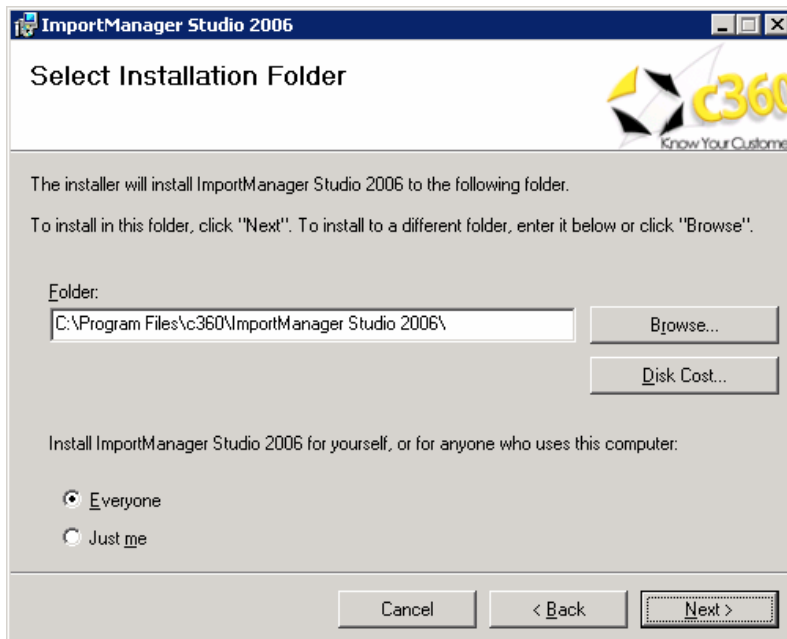 ImportManager Studio 2006
Select Installation Folder
c360
Know Your Custome
The installer will install ImportManager Studio 2006 to the following folder.
To install in this folder, click "Next". To install to a different folder, enter it below or click "Browse".
Folder:
C:\Program Files\c360\ImportManager Studio 2006\
Browse...
Disk Cost...
Install ImportManager Studio 2006 for yourself, or for anyone who uses this computer:
Everyone
Just me
Cancel
< Back
Next >